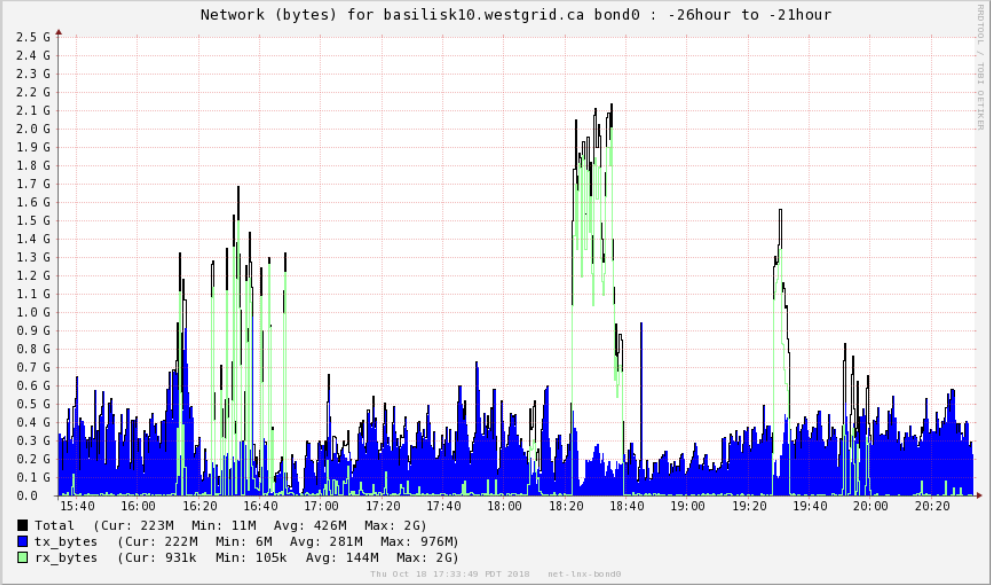 Network (bytes) for basilisk10.westgrid.ca bond0 : -26hour to -21hour
RRDTOOL / TOBI OETIKER
2.5 G
2.4 G
2.3 G
2.2 G
2.1 G
2.0 G
1.9 G
1.8 G
1.7 G
1.6 G
1.5 G
1.4 G
1.3 G
1.2 G
1.1 G
1.0 G
0.9 G
0.8 G
0.7 G
0.6 G
0.5 G
0.4 G
0.3 G
0.2 G
0.1 G
0.0
15:40 16:00 16:20 16:40 17:00 17:20 17:40 18:00 18:20 18:40 19:00 19:20 19:40 20:00 20:20
Total (Cur: 223M Min: 11M Avg: 426M Max: 2G)
tx_bytes (Cur: 222M Min: 6M Avg: 281M Max: 976M)
rx_bytes (Cur: 931k Min: 105k Avg: 144M Max: 2G)
Thu Oct 18 17:33:49 PDT 2018 net-lnx-bond0